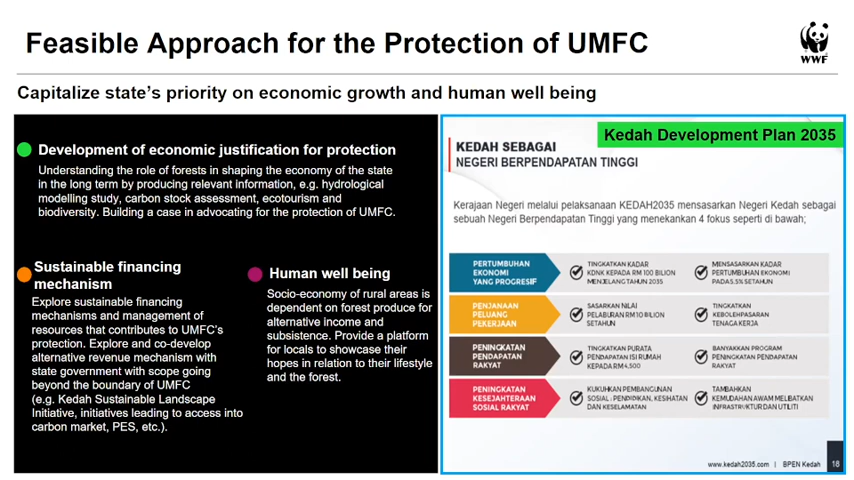 Feasible Approach for the Protection of UMFC
WWF
Capitalize state's priority on economic growth and human well being
Development of economic justification for protection
Understanding the role of forests in shaping the economy of the state
in the long term by producing relevant information, e.g. hydrological
modelling study, carbon stock assessment, ecotourism and
biodiversity. Building a case in advocating for the protection of UMFC.
Sustainable financing
mechanism
Explore sustainable financing
mechanisms and management of
resources that contributes to UMFC's
protection. Explore and co-develop
alternative revenue mechanism with
state government with scope going
beyond the boundary of UMFC
(e.g. Kedah Sustainable Landscape
Initiative, initiatives leading to access into
carbon market, PES, etc.).
Human well being
Socio-economy of rural areas is
dependent on forest produce for
alternative income and
subsistence. Provide a platform
for locals to showcase their
hopes in relation to their lifestyle
and the forest.
Kedah Development Plan 2035
KEDAH SEBAGAI
NEGERI BERPENDAPATAN TINGGI
Kerajaan Negeri melalui pelaksanaan KEDAH2035 mensasarkan Negeri Kedah sebagai
sebuah Negeri Berpendapatan Tinggi yang menekankan 4 fokus seperti di bawah;
PERTUMBUHAN
EKONOMI
YANG PROGRESIF
TINGKATKAN KADAR
KDNK KEPADA RM 100 BILION
MENJELANG TAHUN 2035
MENSASARKAN KADAR
PERTUMBUHAN EKONOMI
PADA 5.5% SETAHUN
PENJANAAN
PELUANG
PEKERJAAN
SASARKAN NILAI
PELABURAN RM 10 BILION
SETAHUN
TINGKATKAN
KEBOLEHPASARAN
TENAGA KERJA
PENINGKATAN
PENDAPATAN
RAKYAT
TINGKATKAN PURATA
PENDAPATAN ISI RUMAH
KEPADA RM 4,500
BANYAKKAN PROGRAM
PENINGKATAN PENDAPATAN
RAKYAT
PENINGKATAN
KESEJAHTERAAN
SOSIAL RAKYAT
KUKUHKAN PEMBANGUNAN
SOSIAL : PENDIDIKAN, KESIHATAN
DAN KESELAMATAN
TAMBAHKAN
KEMUDAHAN AWAM MELIBATKAN
INFRASTRUKTUR DAN UTILITI
www.kedah2035.com | BPEN Kedah 18